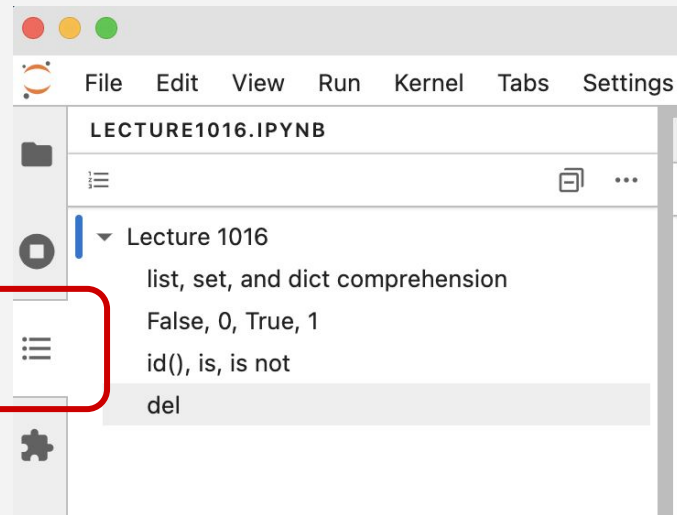 File Edit View Run Kernel Tabs Settings
LECTURE1016.IPYNB
Lecture 1016
list, set, and dict comprehension
False, 0, True, 1
id(), is, is not
del